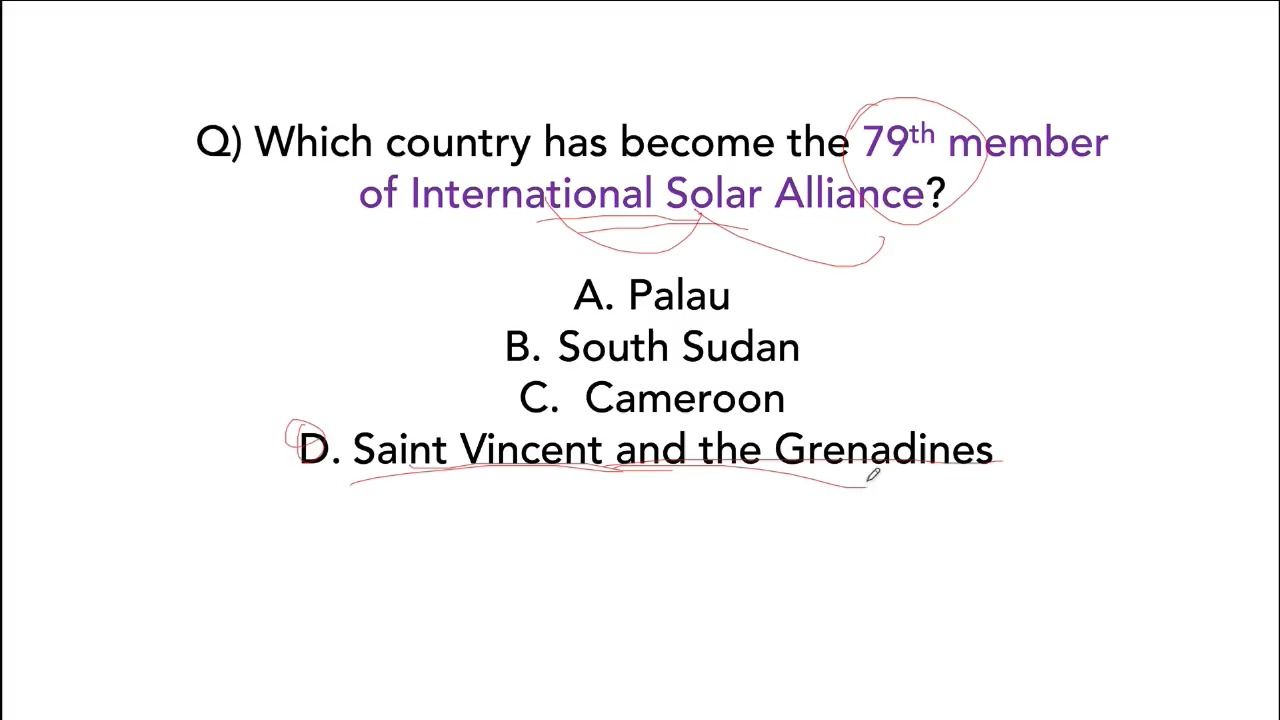 Q) Which country has become the 79th member
of International Solar Alliance?
A. Palau
B. South Sudan
C. Cameroon
D. Saint Vincent and the Grenadines